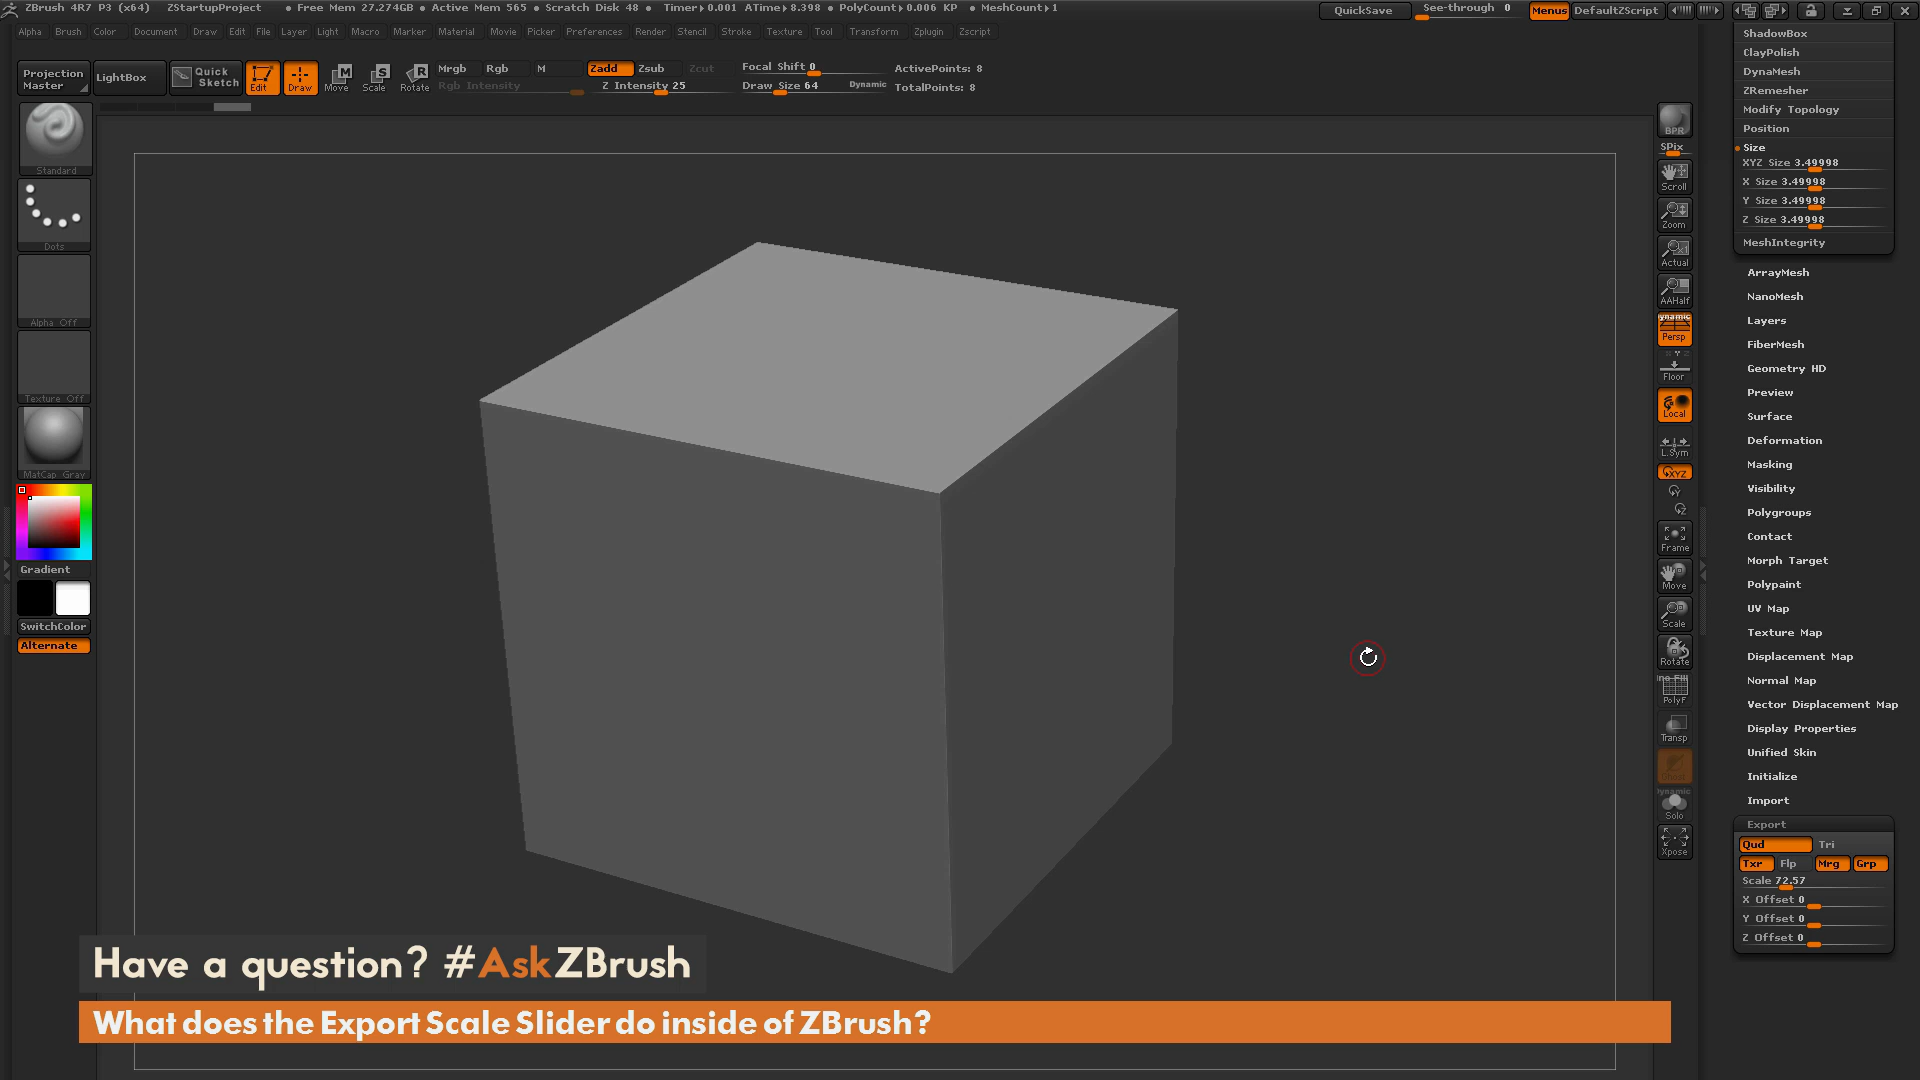 ZBrush 4R7 P3 (x64) ZStartupProject • Free Mem 27.274GB • Active Mem 565 • Scratch Disk 48 • Timer▸0.001 ATime▸8.398 • PolyCount▸0.006 KP • MeshCount▸1
QuickSave
See-through 0
Menus
DefaultZScript
Alpha Brush Color Document Draw Edit File Layer Light Macro Marker Material Movie Picker Preferences Render Stencil Stroke Texture Tool Transform Zplugin Zscript
Projection Master
LightBox
Quick Sketch
Edit
Draw
Move
Scale
Rotate
Mrgb Rgb M
Rgb Intensity
Zadd Zsub Zcut
Z Intensity 25
Focal Shift 0
Draw Size 64 Dynamic
ActivePoints: 8
TotalPoints: 8
Standard
Dots
Alpha Off
Texture Off
MatCap Gray
Gradient
SwitchColor
Alternate
BPR
SPix
Scroll
Zoom
Actual
AAHalf
Persp
Floor
Local
L.Sym
XYZ
Y
Z
Frame
Move
Scale
Rotate
PolyF
Transp
Ghost
Solo
Xpose
ShadowBox
ClayPolish
DynaMesh
ZRemesher
Modify Topology
Position
Size
XYZ Size 3.49998
X Size 3.49998
Y Size 3.49998
Z Size 3.49998
MeshIntegrity
ArrayMesh
NanoMesh
Layers
FiberMesh
Geometry HD
Preview
Surface
Deformation
Masking
Visibility
Polygroups
Contact
Morph Target
Polypaint
UV Map
Texture Map
Displacement Map
Normal Map
Vector Displacement Map
Display Properties
Unified Skin
Initialize
Import
Export
Qud Tri
Txr Flp Mrg Grp
Scale 72.57
X Offset 0
Y Offset 0
Z Offset 0
Have a question? #AskZBrush
What does the Export Scale Slider do inside of ZBrush?